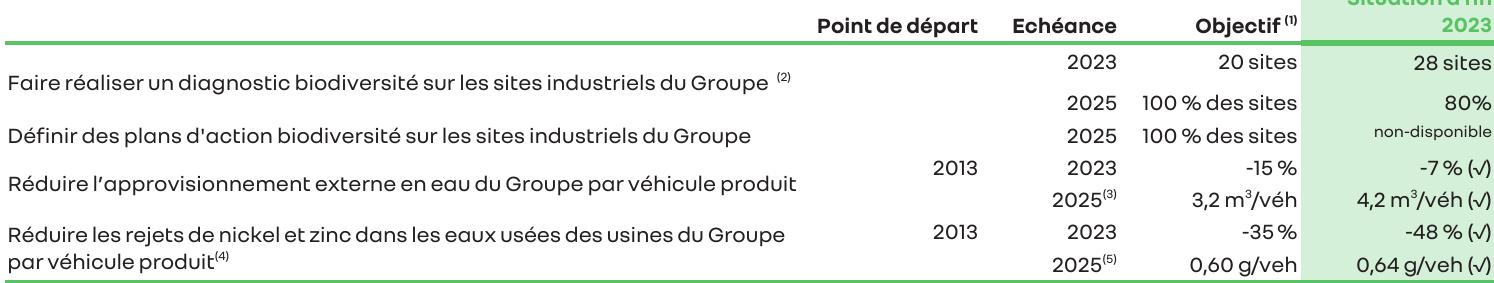 Situation à fin
Point de départ Echéance Objectif (1) 2023
2023 20 sites 28 sites
Faire réaliser un diagnostic biodiversité sur les sites industriels du Groupe (2)
2025 100 % des sites 80%
Définir des plans d'action biodiversité sur les sites industriels du Groupe 2025 100 % des sites non-disponible
2013 2023 -15 % -7 % (√)
Réduire l’approvisionnement externe en eau du Groupe par véhicule produit
2025(3) 3,2 m3/véh 4,2 m3/véh (√)
Réduire les rejets de nickel et zinc dans les eaux usées des usines du Groupe 2013 2023 -35 % -48 % (√)
par véhicule produit(4) 2025(5) 0,60 g/veh 0,64 g/veh (√)